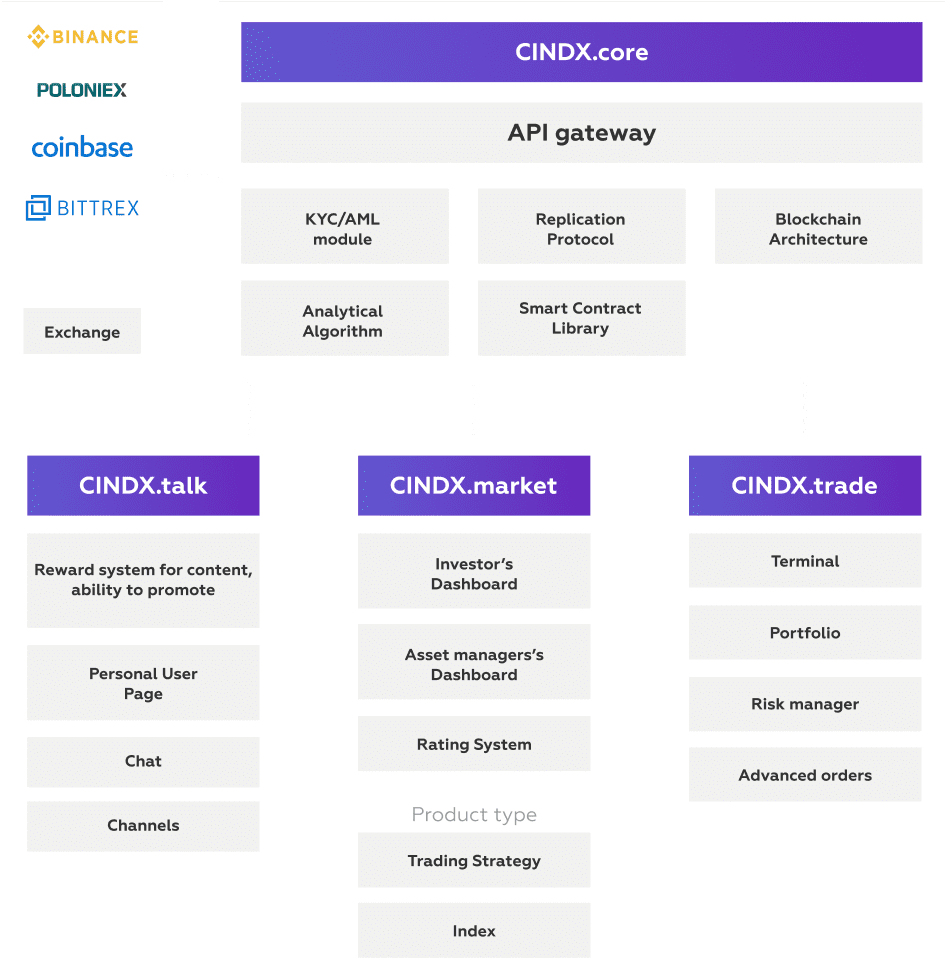 BINANCE
POLONIEX
coinbase
BITTREX
Exchange
CINDX.core
API gateway
KYC/AML
module
Replication
Protocol
Blockchain
Architecture
Analytical
Algorithm
Smart Contract
Library
CINDX.talk
Reward system for content,
ability to promote
Personal User
Page
Chat
Channels
CINDX.market
Investor's
Dashboard
Asset managers's
Dashboard
Rating System
Product type
Trading Strategy
Index
CINDX.trade
Terminal
Portfolio
Risk manager
Advanced orders